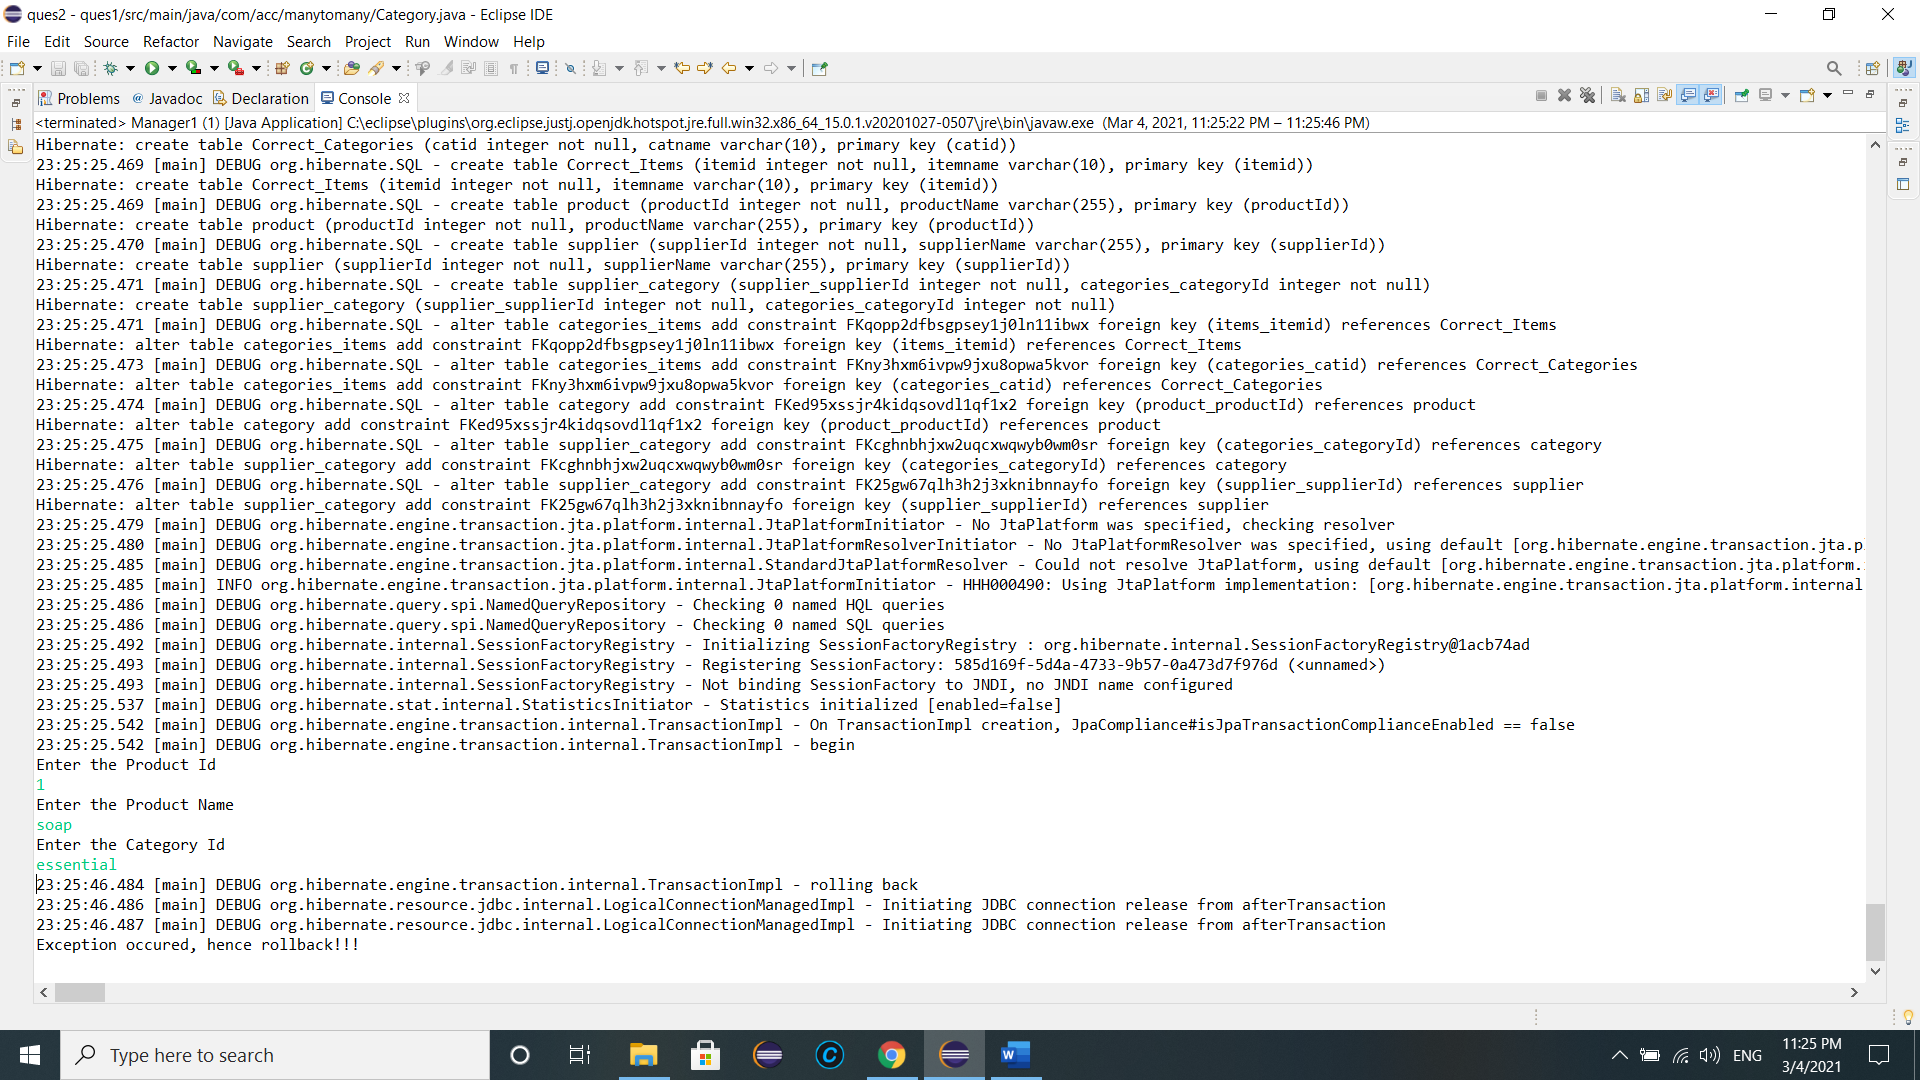 ques2 - ques1/src/main/java/com/acc/manytomany/Category.java - Eclipse IDE
File Edit Source Refactor Navigate Search Project Run Window Help
Problems @ Javadoc Declaration Console
<terminated> Manager1 (1) [Java Application] C:\eclipse\plugins\org.eclipse.justj.openjdk.hotspot.jre.full.win32.x86_64_15.0.1.v20201027-0507\jre\bin\javaw.exe (Mar 4, 2021, 11:25:22 PM – 11:25:46 PM)
Hibernate: create table Correct_Categories (catid integer not null, catname varchar(10), primary key (catid))
23:25:25.469 [main] DEBUG org.hibernate.SQL - create table Correct_Items (itemid integer not null, itemname varchar(10), primary key (itemid))
Hibernate: create table Correct_Items (itemid integer not null, itemname varchar(10), primary key (itemid))
23:25:25.469 [main] DEBUG org.hibernate.SQL - create table product (productId integer not null, productName varchar(255), primary key (productId))
Hibernate: create table product (productId integer not null, productName varchar(255), primary key (productId))
23:25:25.470 [main] DEBUG org.hibernate.SQL - create table supplier (supplierId integer not null, supplierName varchar(255), primary key (supplierId))
Hibernate: create table supplier (supplierId integer not null, supplierName varchar(255), primary key (supplierId))
23:25:25.471 [main] DEBUG org.hibernate.SQL - create table supplier_category (supplier_supplierId integer not null, categories_categoryId integer not null)
Hibernate: create table supplier_category (supplier_supplierId integer not null, categories_categoryId integer not null)
23:25:25.471 [main] DEBUG org.hibernate.SQL - alter table categories_items add constraint FKqopp2dfbsgpsey1j0ln11ibwx foreign key (items_itemid) references Correct_Items
Hibernate: alter table categories_items add constraint FKqopp2dfbsgpsey1j0ln11ibwx foreign key (items_itemid) references Correct_Items
23:25:25.473 [main] DEBUG org.hibernate.SQL - alter table categories_items add constraint FKny3hxm6ivpw9jxu8opwa5kvor foreign key (categories_catid) references Correct_Categories
Hibernate: alter table categories_items add constraint FKny3hxm6ivpw9jxu8opwa5kvor foreign key (categories_catid) references Correct_Categories
23:25:25.474 [main] DEBUG org.hibernate.SQL - alter table category add constraint FKed95xssjr4kidqsovdl1qf1x2 foreign key (product_productId) references product
Hibernate: alter table category add constraint FKed95xssjr4kidqsovdl1qf1x2 foreign key (product_productId) references product
23:25:25.475 [main] DEBUG org.hibernate.SQL - alter table supplier_category add constraint FKcghnbhjxw2uqcxwqwyb0wm0sr foreign key (categories_categoryId) references category
Hibernate: alter table supplier_category add constraint FKcghnbhjxw2uqcxwqwyb0wm0sr foreign key (categories_categoryId) references category
23:25:25.476 [main] DEBUG org.hibernate.SQL - alter table supplier_category add constraint FK25gw67qlh3h2j3xknibnnayfo foreign key (supplier_supplierId) references supplier
Hibernate: alter table supplier_category add constraint FK25gw67qlh3h2j3xknibnnayfo foreign key (supplier_supplierId) references supplier
23:25:25.479 [main] DEBUG org.hibernate.engine.transaction.jta.platform.internal.JtaPlatformInitiator - No JtaPlatform was specified, checking resolver
23:25:25.480 [main] DEBUG org.hibernate.engine.transaction.jta.platform.internal.JtaPlatformResolverInitiator - No JtaPlatformResolver was specified, using default [org.hibernate.engine.transaction.jta.p
23:25:25.485 [main] DEBUG org.hibernate.engine.transaction.jta.platform.internal.StandardJtaPlatformResolver - Could not resolve JtaPlatform, using default [org.hibernate.engine.transaction.jta.platform.
23:25:25.485 [main] INFO org.hibernate.engine.transaction.jta.platform.internal.JtaPlatformInitiator - HHH000490: Using JtaPlatform implementation: [org.hibernate.engine.transaction.jta.platform.internal
23:25:25.486 [main] DEBUG org.hibernate.query.spi.NamedQueryRepository - Checking 0 named HQL queries
23:25:25.486 [main] DEBUG org.hibernate.query.spi.NamedQueryRepository - Checking 0 named SQL queries
23:25:25.492 [main] DEBUG org.hibernate.internal.SessionFactoryRegistry - Initializing SessionFactoryRegistry : org.hibernate.internal.SessionFactoryRegistry@1acb74ad
23:25:25.493 [main] DEBUG org.hibernate.internal.SessionFactoryRegistry - Registering SessionFactory: 585d169f-5d4a-4733-9b57-0a473d7f976d (<unnamed>)
23:25:25.493 [main] DEBUG org.hibernate.internal.SessionFactoryRegistry - Not binding SessionFactory to JNDI, no JNDI name configured
23:25:25.537 [main] DEBUG org.hibernate.stat.internal.StatisticsInitiator - Statistics initialized [enabled=false]
23:25:25.542 [main] DEBUG org.hibernate.engine.transaction.internal.TransactionImpl - On TransactionImpl creation, JpaCompliance#isJpaTransactionComplianceEnabled == false
23:25:25.542 [main] DEBUG org.hibernate.engine.transaction.internal.TransactionImpl - begin
Enter the Product Id
1
Enter the Product Name
soap
Enter the Category Id
essential
23:25:46.484 [main] DEBUG org.hibernate.engine.transaction.internal.TransactionImpl - rolling back
23:25:46.486 [main] DEBUG org.hibernate.resource.jdbc.internal.LogicalConnectionManagedImpl - Initiating JDBC connection release from afterTransaction
23:25:46.487 [main] DEBUG org.hibernate.resource.jdbc.internal.LogicalConnectionManagedImpl - Initiating JDBC connection release from afterTransaction
Exception occured, hence rollback!!!
Type here to search
ENG
11:25 PM
3/4/2021